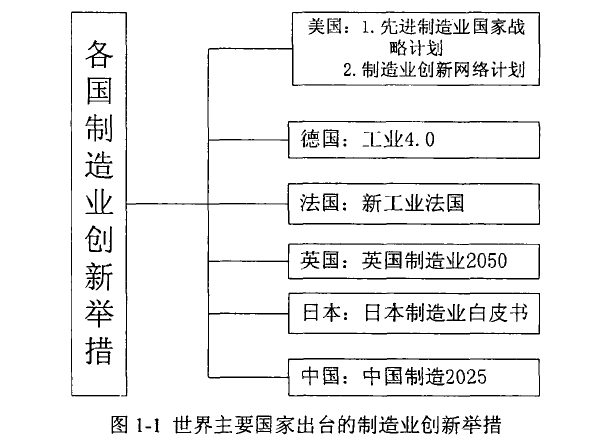 各国制造业创新举措
美国：1.先进制造业国家战
略计划
2.制造业创新网络计划
德国：工业4.0
法国：新工业法国
英国：英国制造业2050
日本：日本制造业白皮书
中国：中国制造2025
图 1-1 世界主要国家出台的制造业创新举措